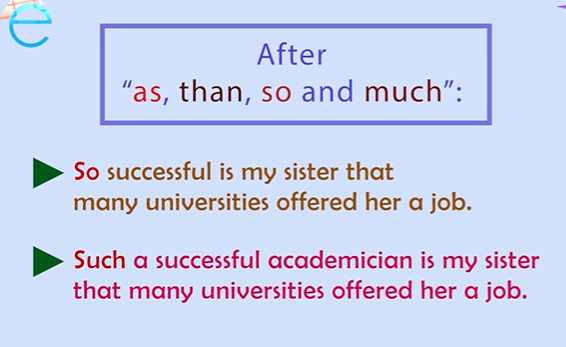 e
After
“as, than, so and much”:
So successful is my sister that
many universities offered her a job.
Such a successful academician is my sister
that many universities offered her a job.